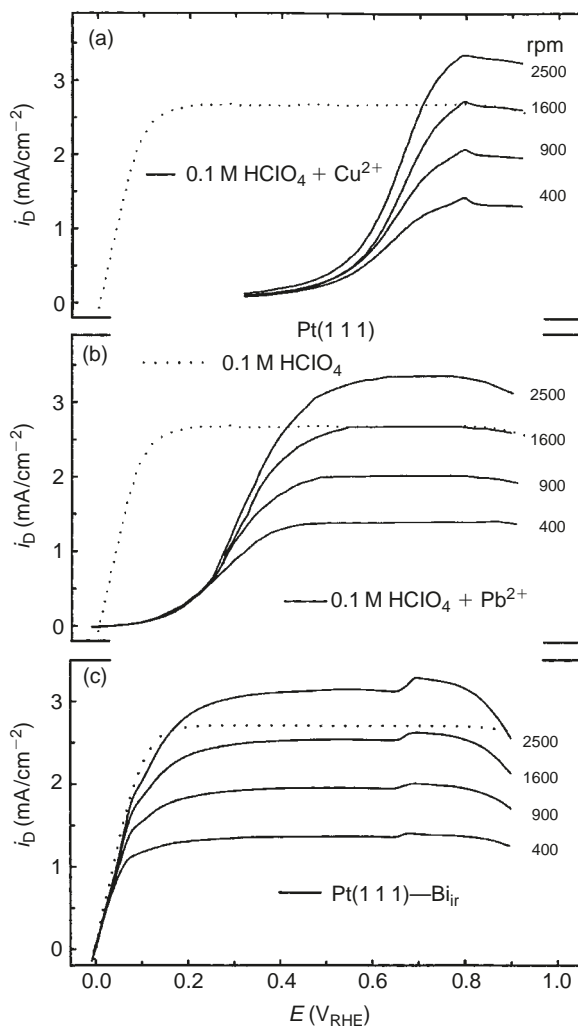 (a)
rpm
2500
1600
900
400
3
2
1
0
i_D (mA/cm⁻²)
0.1 M HClO₄ + Cu²⁺
Pt(1 1 1)
(b)
0.1 M HClO₄
2500
1600
900
400
3
2
1
0
i_D (mA/cm⁻²)
0.1 M HClO₄ + Pb²⁺
(c)
2500
1600
900
400
3
2
1
0
i_D (mA/cm⁻²)
Pt(1 1 1)—Bi_ir
0.0 0.2 0.4 0.6 0.8 1.0
E (V_RHE)